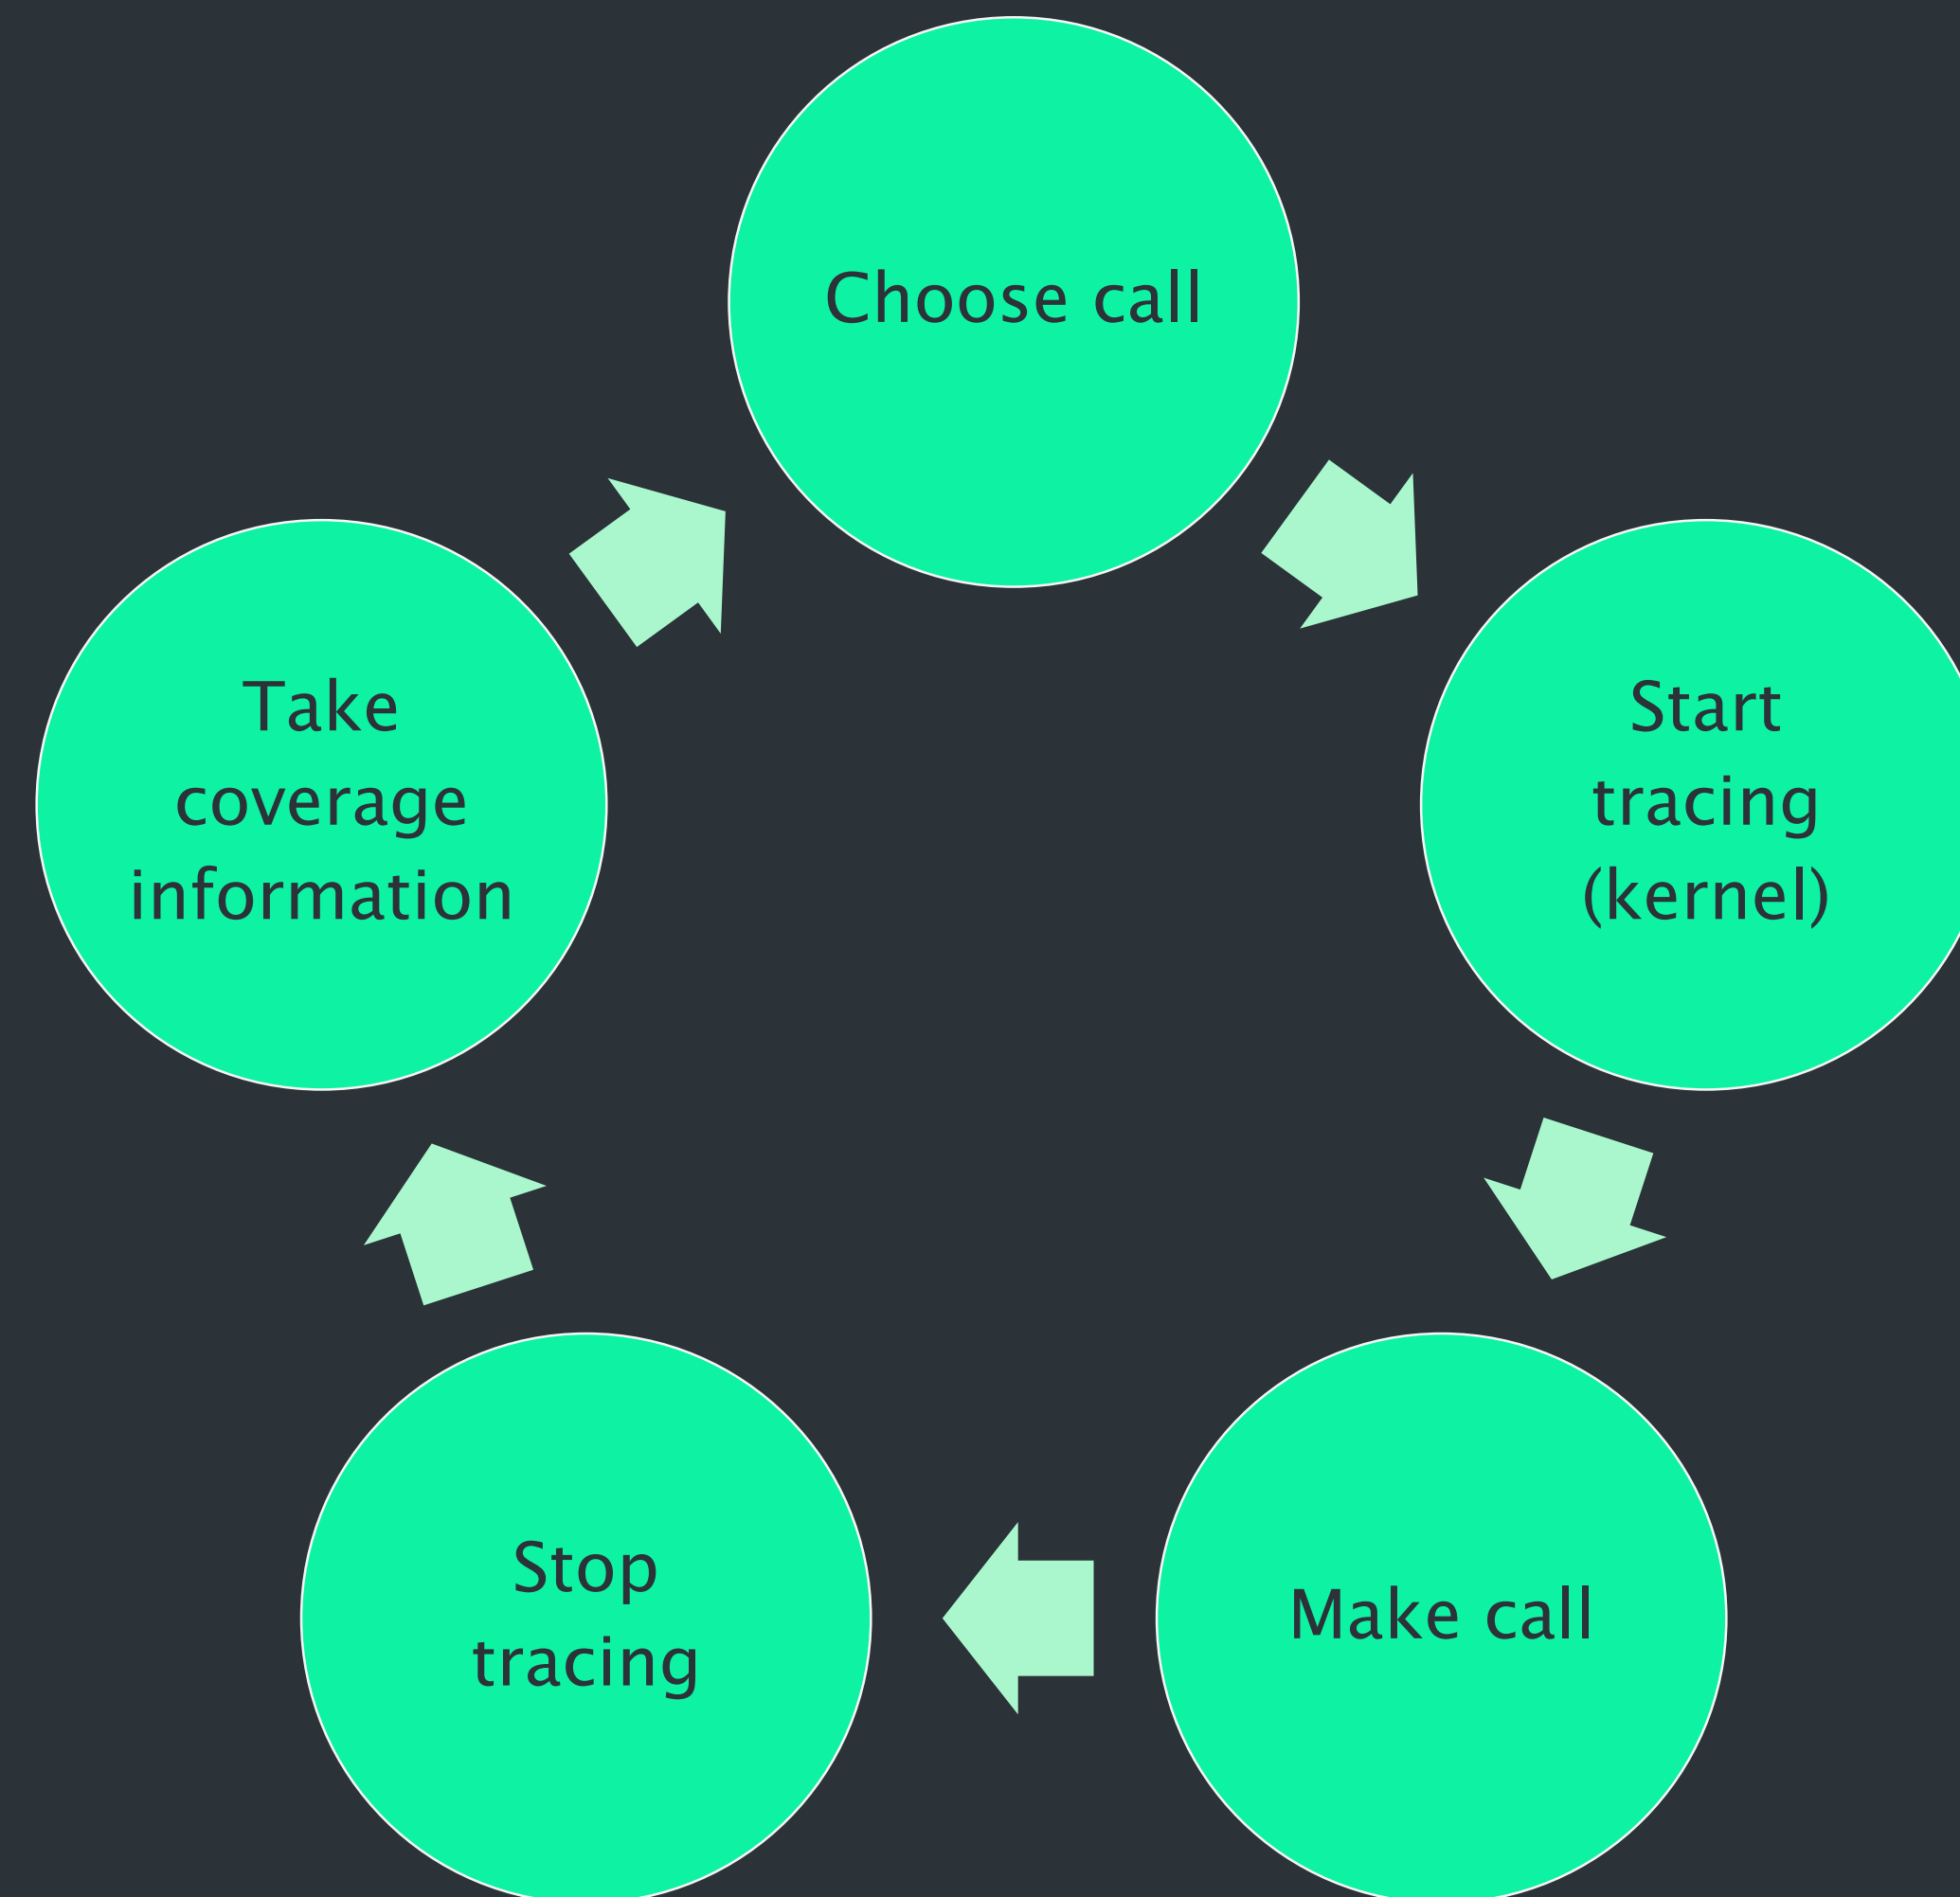 Choose call
Start
tracing
(kernel)
Make call
Stop
tracing
Take
coverage
information